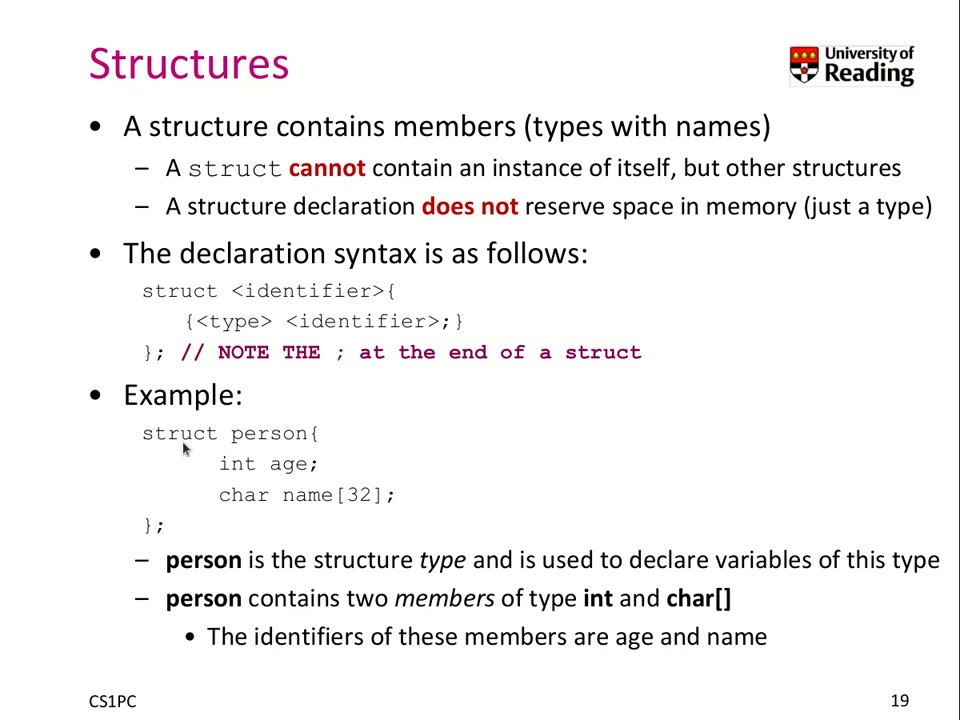 Structures
University of
Reading
• A structure contains members (types with names)
– A struct cannot contain an instance of itself, but other structures
– A structure declaration does not reserve space in memory (just a type)
• The declaration syntax is as follows:
struct <identifier>{
{<type> <identifier>;}
}; // NOTE THE ; at the end of a struct
• Example:
struct person{
int age;
char name[32];
};
– person is the structure type and is used to declare variables of this type
– person contains two members of type int and char[]
• The identifiers of these members are age and name
CS1PC
19